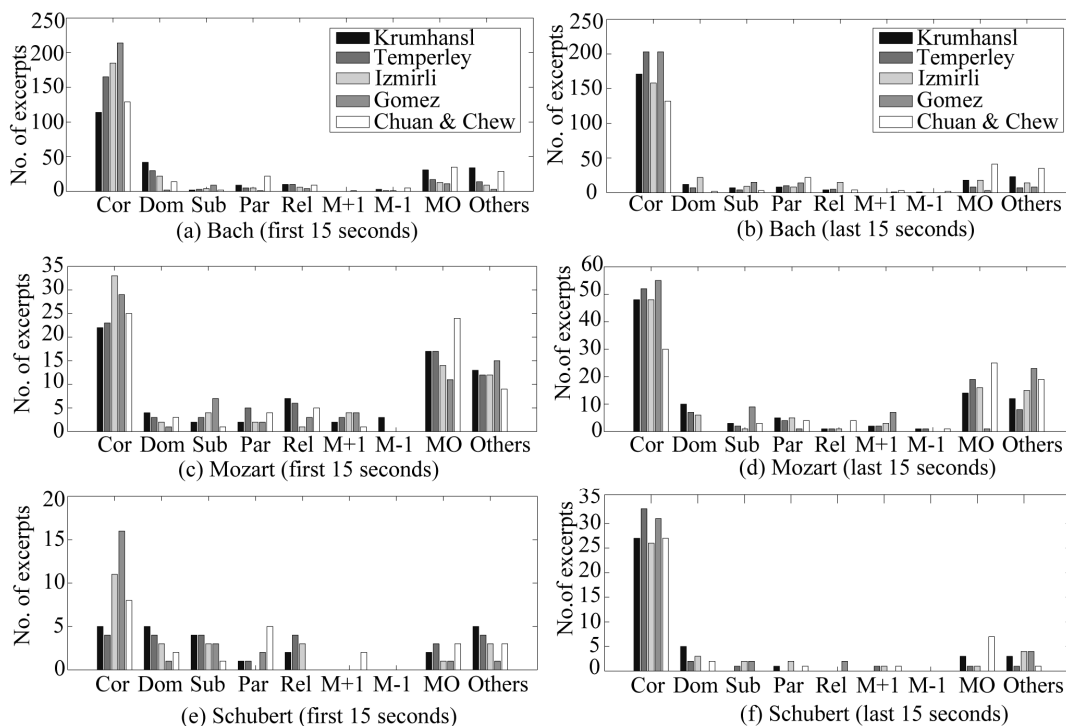 No. of excerpts
250
200
150
100
50
0
Krumhansl
Temperley
Izmirli
Gomez
Chuan & Chew
Cor Dom Sub Par Rel M+1 M-1 MO Others
(a) Bach (first 15 seconds)
No. of excerpts
250
200
150
100
50
0
Krumhansl
Temperley
Izmirli
Gomez
Chuan & Chew
Cor Dom Sub Par Rel M+1 M-1 MO Others
(b) Bach (last 15 seconds)
No. of excerpts
35
30
25
20
15
10
5
0
Cor Dom Sub Par Rel M+1 M-1 MO Others
(c) Mozart (first 15 seconds)
No.of excerpts
60
50
40
30
20
10
0
Cor Dom Sub Par Rel M+1 M-1 MO Others
(d) Mozart (last 15 seconds)
No. of excerpts
20
15
10
5
0
Cor Dom Sub Par Rel M+1 M-1 MO Others
(e) Schubert (first 15 seconds)
No.of excerpts
35
30
25
20
15
10
5
0
Cor Dom Sub Par Rel M+1 M-1 MO Others
(f) Schubert (last 15 seconds)